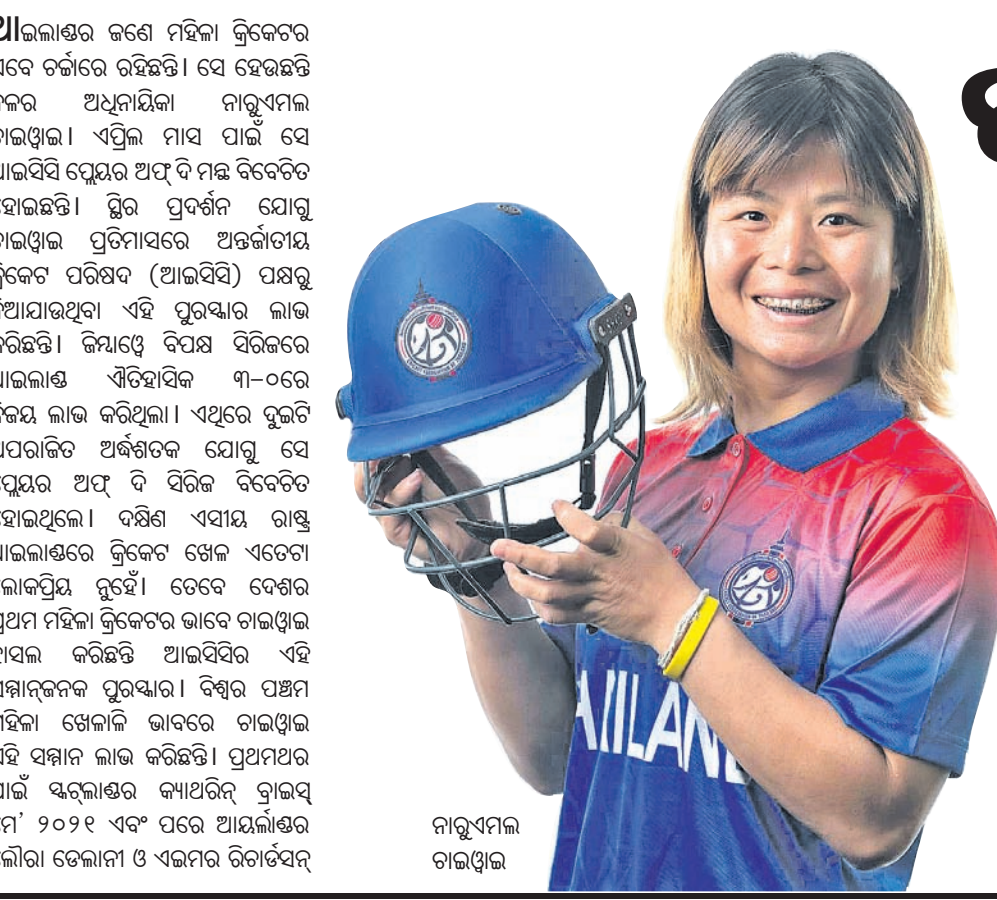 ଆଇଲାଣ୍ଡର ଜଣେ ମହିଳା କ୍ରିକେଟର
ଏବେ ଚର୍ଚ୍ଚାରେ ରହିଛନ୍ତି। ସେ ହେଉଛନ୍ତି
ଅଧିନାୟିକା ନାରୁଏମଲ
ଚାଇୱାଇ। ଏପ୍ରିଲ ମାସ ପାଇଁ ସେ
ଆଇସିସି ପ୍ଲେୟର ଅଫ୍ ଦି ମନ୍ଥ ବିବେଚିତ
ହୋଇଛନ୍ତି। ସ୍ଥିର ପ୍ରଦର୍ଶନ ଯୋଗୁ
ଚାଇୱାଇ ପ୍ରତିମାସରେ ଅନ୍ତର୍ଜାତୀୟ
କ୍ରିକେଟ ପରିଷଦ (ଆଇସିସି) ପକ୍ଷରୁ
ଦିଆଯାଉଥିବା ଏହି ପୁରସ୍କାର ଲାଭ
କରିଛନ୍ତି। ଜିମ୍ବାୱେ ବିପକ୍ଷ ସିରିଜରେ
ଥାଇଲାଣ୍ଡ ଐତିହାସିକ ୩-୦ରେ
ବିଜୟ ଲାଭ କରିଥିଲା। ଏଥିରେ ଦୁଇଟି
ଅପରାଜିତ ଅର୍ଦ୍ଧଶତକ ଯୋଗୁ ସେ
ପ୍ଲେୟର ଅଫ୍ ଦି ସିରିଜ ବିବେଚିତ
ହୋଇଥିଲେ। ଦକ୍ଷିଣ ଏସୀୟ ରାଷ୍ଟ୍ର
ଥାଇଲାଣ୍ଡରେ କ୍ରିକେଟ ଖେଳ ଏତେଟା
ଲୋକପ୍ରିୟ ନୁହେଁ। ତେବେ ଦେଶର
ପ୍ରଥମ ମହିଳା କ୍ରିକେଟର ଭାବେ ଚାଇୱାଇ
ହାସଲ କରିଛନ୍ତି ଆଇସିସିର ଏହି
ସମ୍ମାନ୍‌ଜନକ ପୁରସ୍କାର। ବିଶ୍ୱର ପଞ୍ଚମ
ମହିଳା ଖେଳାଳି ଭାବରେ ଚାଇୱାଇ
ଏହି ସମ୍ମାନ ଲାଭ କରିଛନ୍ତି। ପ୍ରଥମଥର
ପାଇଁ ସ୍କଟ୍‌ଲାଣ୍ଡର କ୍ୟାଥରିନ୍ ବ୍ରାଇସ୍
ମେ' ୨୦୨୧ ଏବଂ ପରେ ଆୟର୍ଲାଣ୍ଡର
ଲୌରା ଡେଲାନୀ ଓ ଏଇମର ରିଚାର୍ଡସନ୍
ନାରୁଏମଲ
ଚାଇୱାଇ